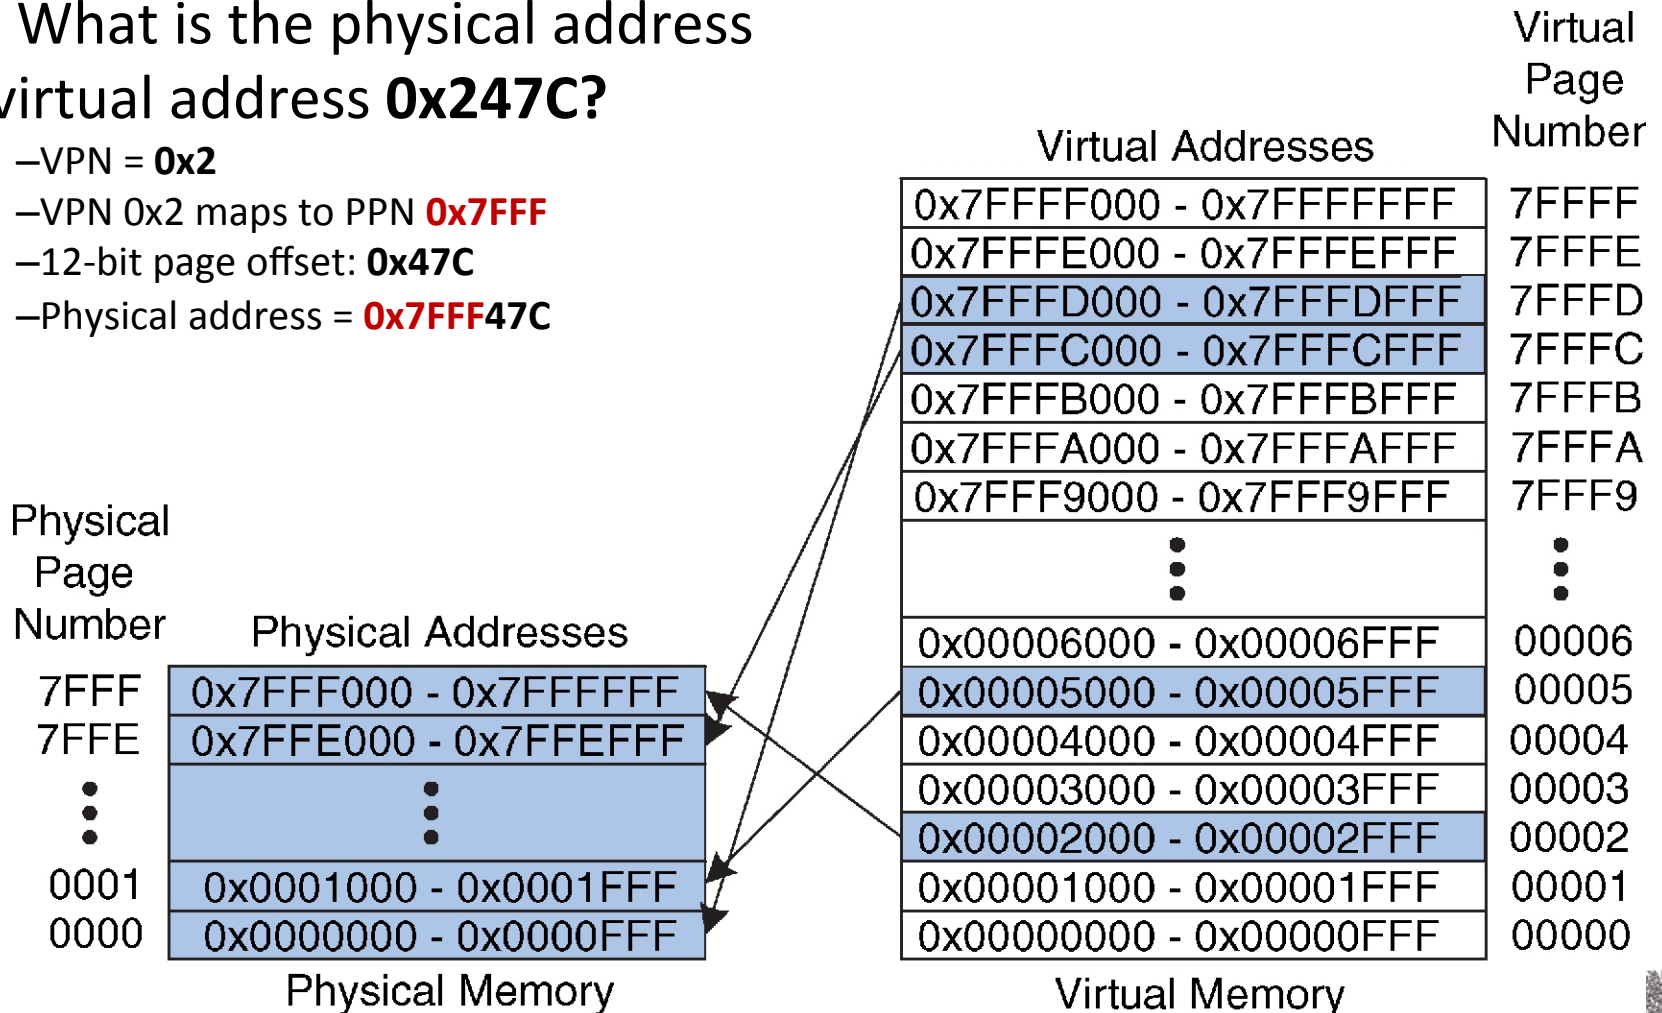 What is the physical address
virtual address 0x247C?
–VPN = 0x2
–VPN 0x2 maps to PPN 0x7FFF
–12-bit page offset: 0x47C
–Physical address = 0x7FFF47C
Virtual
Page
Number
Virtual Addresses
0x7FFFF000 - 0x7FFFFFFF 7FFFF
0x7FFFE000 - 0x7FFFEFFF 7FFFE
0x7FFFD000 - 0x7FFFDFFF 7FFFD
0x7FFFC000 - 0x7FFFCFFF 7FFFC
0x7FFFB000 - 0x7FFFBFFF 7FFFB
0x7FFFA000 - 0x7FFFAFFF 7FFFA
0x7FFF9000 - 0x7FFF9FFF 7FFF9
0x00006000 - 0x00006FFF 00006
0x00005000 - 0x00005FFF 00005
0x00004000 - 0x00004FFF 00004
0x00003000 - 0x00003FFF 00003
0x00002000 - 0x00002FFF 00002
0x00001000 - 0x00001FFF 00001
0x00000000 - 0x00000FFF 00000
Virtual Memory
Physical
Page
Number
Physical Addresses
7FFF 0x7FFF000 - 0x7FFFFFF
7FFE 0x7FFE000 - 0x7FFEFFF
0001 0x0001000 - 0x0001FFF
0000 0x0000000 - 0x0000FFF
Physical Memory